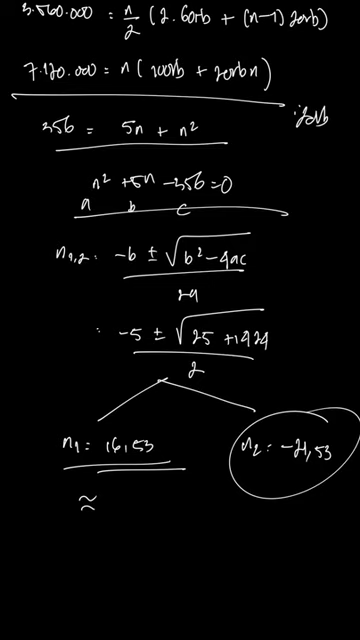 3.560.000 = n/2 (2.60rb + (n-1) 20rb)
7.120.000 = n (100rb + 20rbn)
: 20rb
356 = 5n + n²
n² + 5n - 356 = 0
a b c
n₁,₂ = -b ± √b² - 4ac
2a
= -5 ± √25 + 1424
2
n₁ = 16,53
n₂ = -21,53
≈